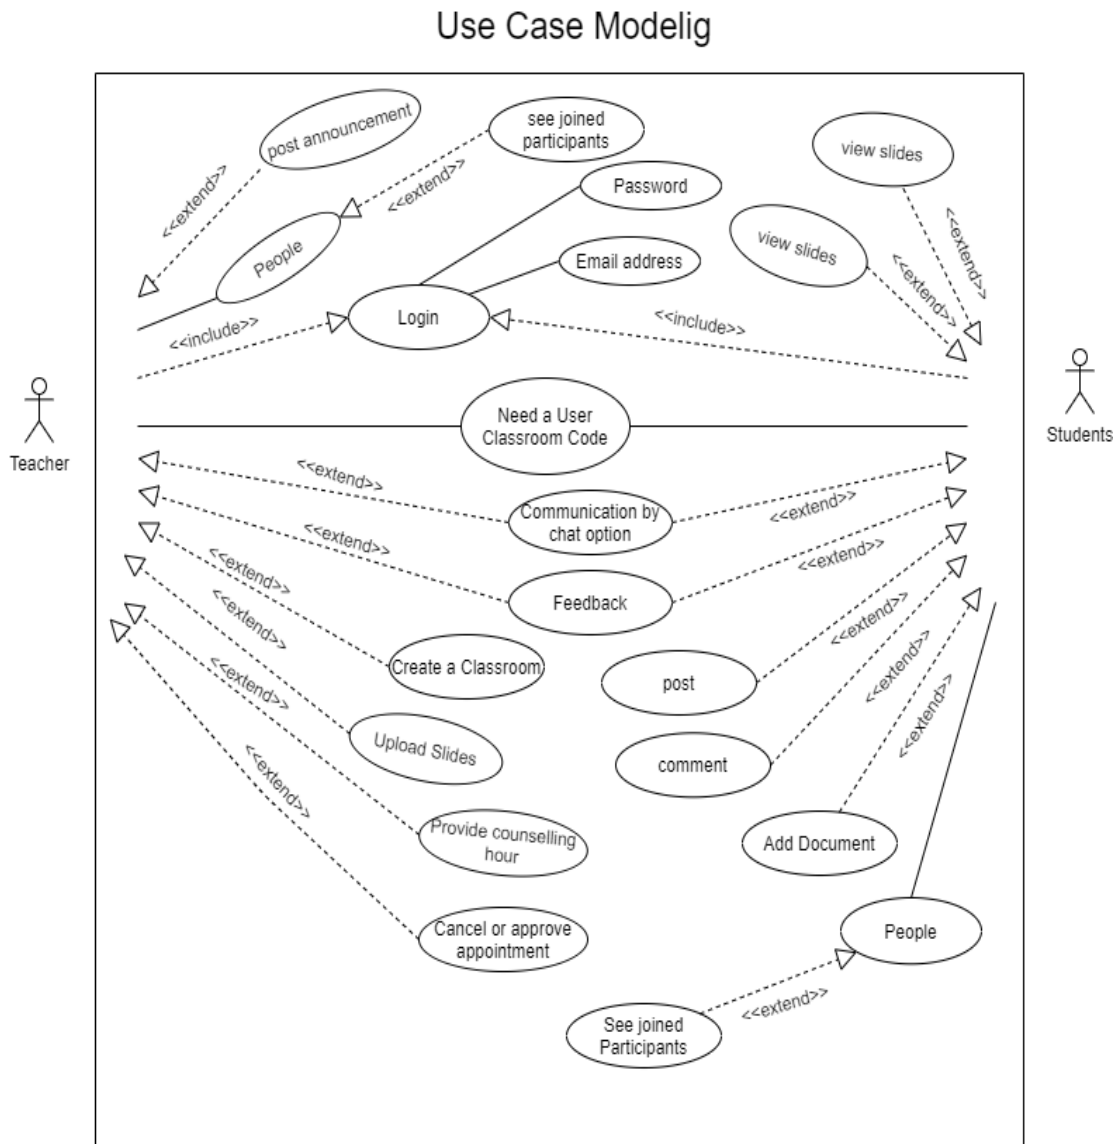 Use Case Modelig
post announcement
see joined
participants
view slides
<<extend>>
<<extend>>
Password
<<extend>>
view slides
People
Email address
<<extend>>
Login
<<include>>
<<include>>
Need a User
Classroom Code
Teacher
Students
<<extend>>
Communication by
chat option
<<extend>>
<<extend>>
<<extend>>
<<extend>>
Feedback
<<extend>>
<<extend>>
Create a Classroom
<<extend>>
<<extend>>
post
<<extend>>
Upload Slides
<<extend>>
comment
<<extend>>
Provide counselling
hour
Add Document
Cancel or approve
appointment
People
See joined
Participants
<<extend>>